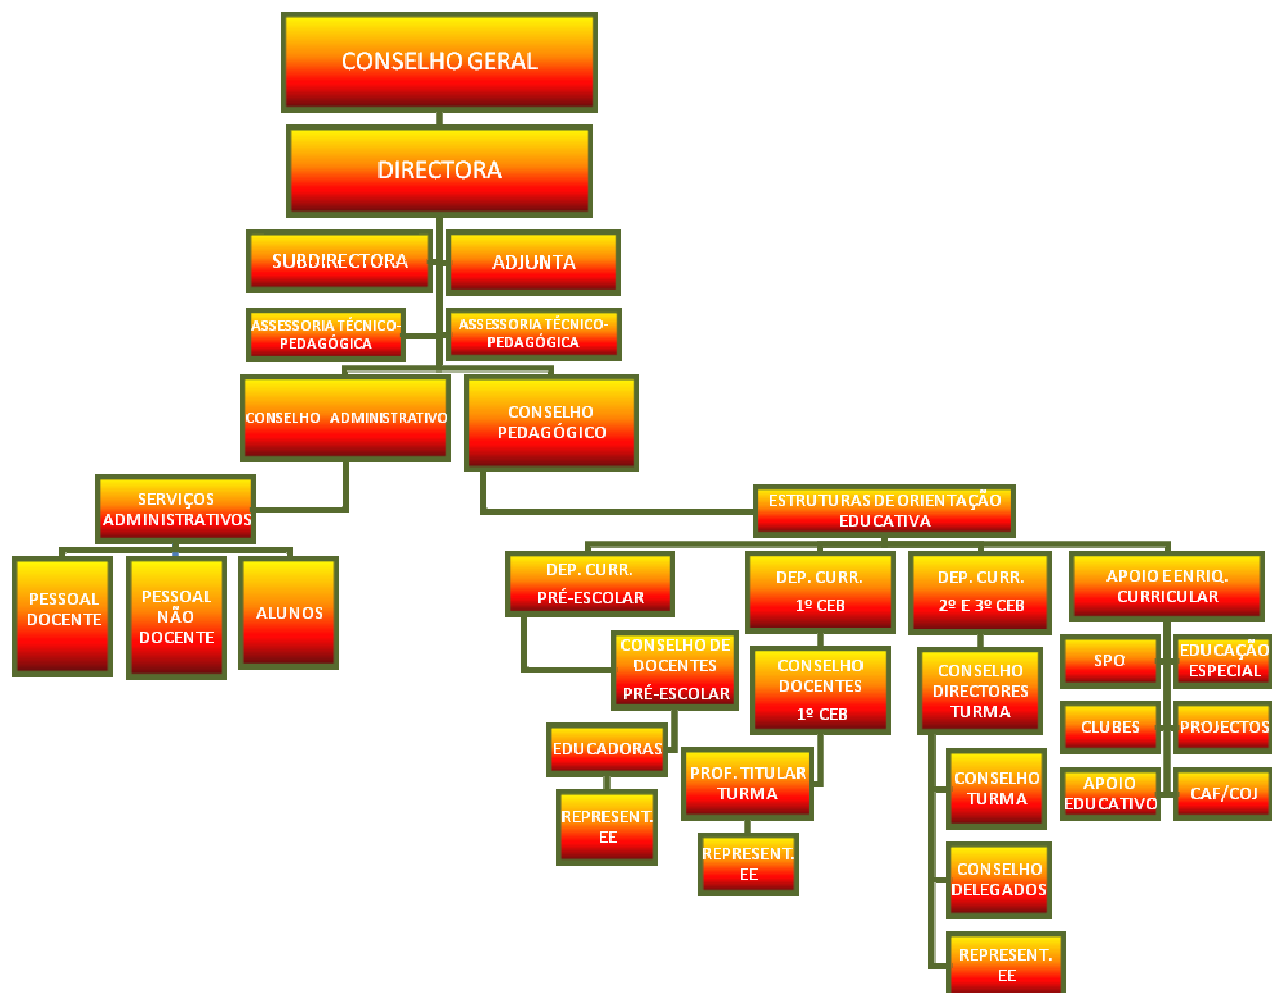 CONSELHO GERAL
DIRECTORA
SUBDIRECTORA
ADJUNTA
ASSESSORIA TÉCNICO-
PEDAGÓGICA
ASSESSORIA TÉCNICO-
PEDAGÓGICA
CONSELHO ADMINISTRATIVO
CONSELHO
PEDAGÓGICO
SERVIÇOS
ADMINISTRATIVOS
PESSOAL
DOCENTE
PESSOAL
NÃO
DOCENTE
ALUNOS
ESTRUTURAS DE ORIENTAÇÃO
EDUCATIVA
DEP. CURR.
PRÉ-ESCOLAR
CONSELHO DE
DOCENTES
PRÉ-ESCOLAR
EDUCADORAS
REPRESENT.
EE
DEP. CURR.
1º CEB
CONSELHO
DOCENTES
1º CEB
PROF. TITULAR
TURMA
REPRESENT.
EE
DEP. CURR.
2º E 3º CEB
CONSELHO
DIRECTORES
TURMA
CONSELHO
TURMA
CONSELHO
DELEGADOS
REPRESENT.
EE
APOIO E ENRIQ.
CURRICULAR
SPO
EDUCAÇÃO
ESPECIAL
CLUBES
PROJECTOS
APOIO
EDUCATIVO
CAF/COJ